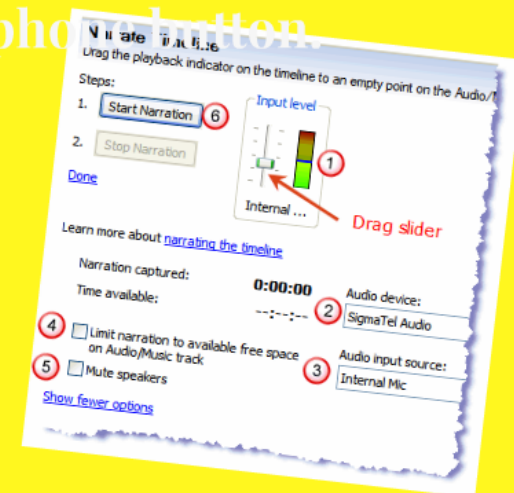 phone button.
Narrate Timeline
Drag the playback indicator on the timeline to an empty point on the Audio/
Steps:
1. Start Narration 6
2. Stop Narration
Done
Input level
1
Internal ...
Drag slider
Learn more about narrating the timeline
Narration captured: 0:00:00
Time available: --:--:--
2 Audio device:
SigmaTel Audio
3 Audio input source:
Internal Mic
4 Limit narration to available free space
on Audio/Music track
5 Mute speakers
Show fewer options